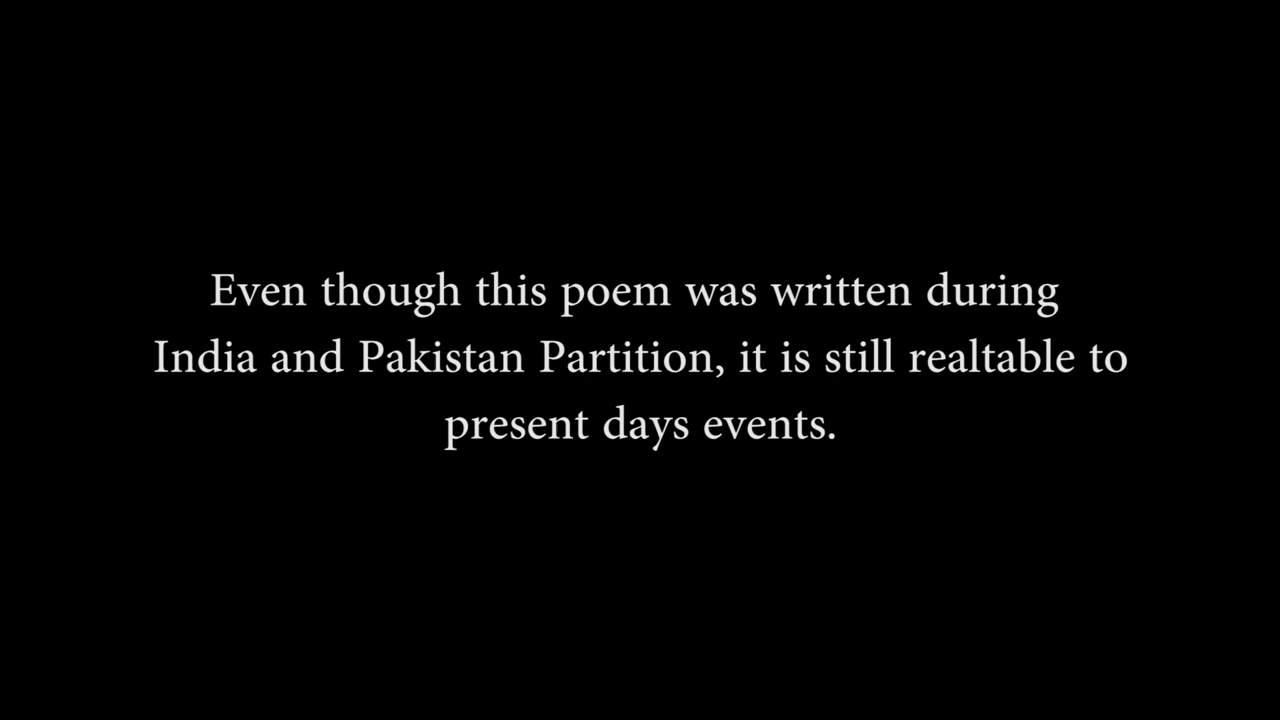 Even though this poem was written during
India and Pakistan Partition, it is still realtable to
present days events.